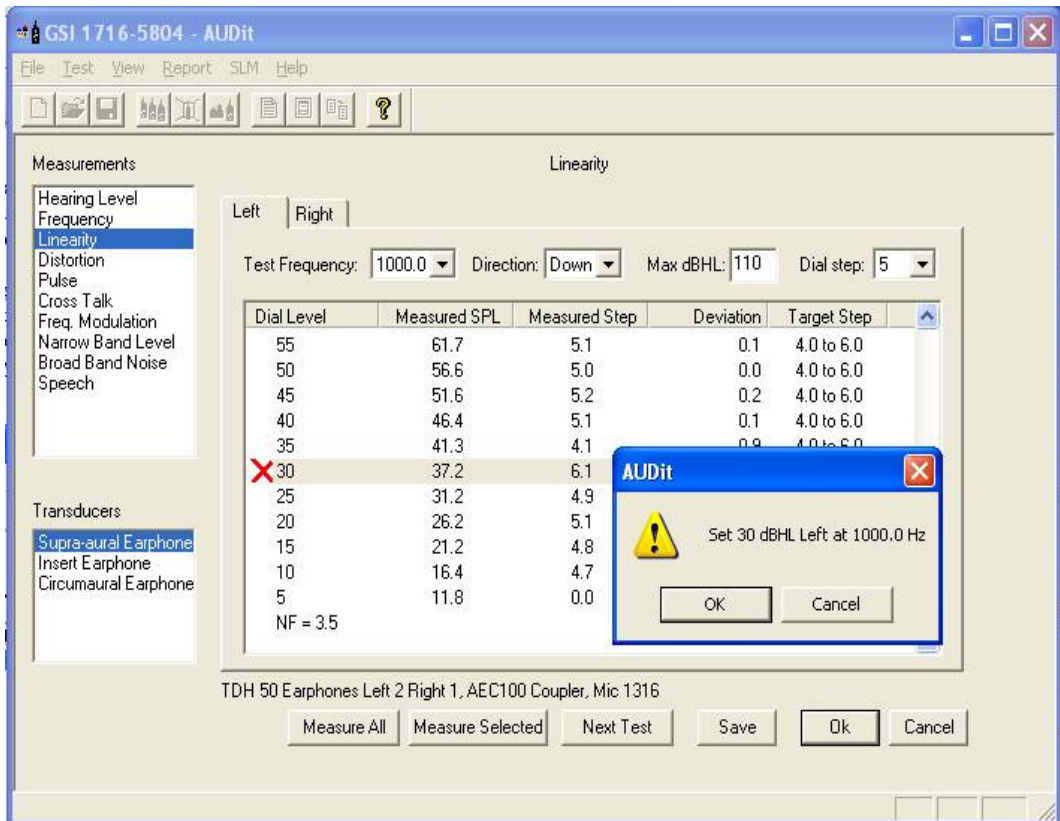 GSI 1716-5804 - AUDit
File Test View Report SLM Help
Measurements
Linearity
Hearing Level
Frequency
Linearity
Distortion
Pulse
Cross Talk
Freq. Modulation
Narrow Band Level
Broad Band Noise
Speech
Transducers
Supra-aural Earphone
Insert Earphone
Circumaural Earphone
Left Right
Test Frequency: 1000.0 Direction: Down Max dBHL: 110 Dial step: 5
Dial Level Measured SPL Measured Step Deviation Target Step
55 61.7 5.1 0.1 4.0 to 6.0
50 56.6 5.0 0.0 4.0 to 6.0
45 51.6 5.2 0.2 4.0 to 6.0
40 46.4 5.1 0.1 4.0 to 6.0
35 41.3 4.1 0.9 4.0 to 6.0
30 37.2 6.1
25 31.2 4.9
20 26.2 5.1
15 21.2 4.8
10 16.4 4.7
5 11.8 0.0
NF = 3.5
AUDit
Set 30 dBHL Left at 1000.0 Hz
OK Cancel
TDH 50 Earphones Left 2 Right 1, AEC100 Coupler, Mic 1316
Measure All Measure Selected Next Test Save Ok Cancel